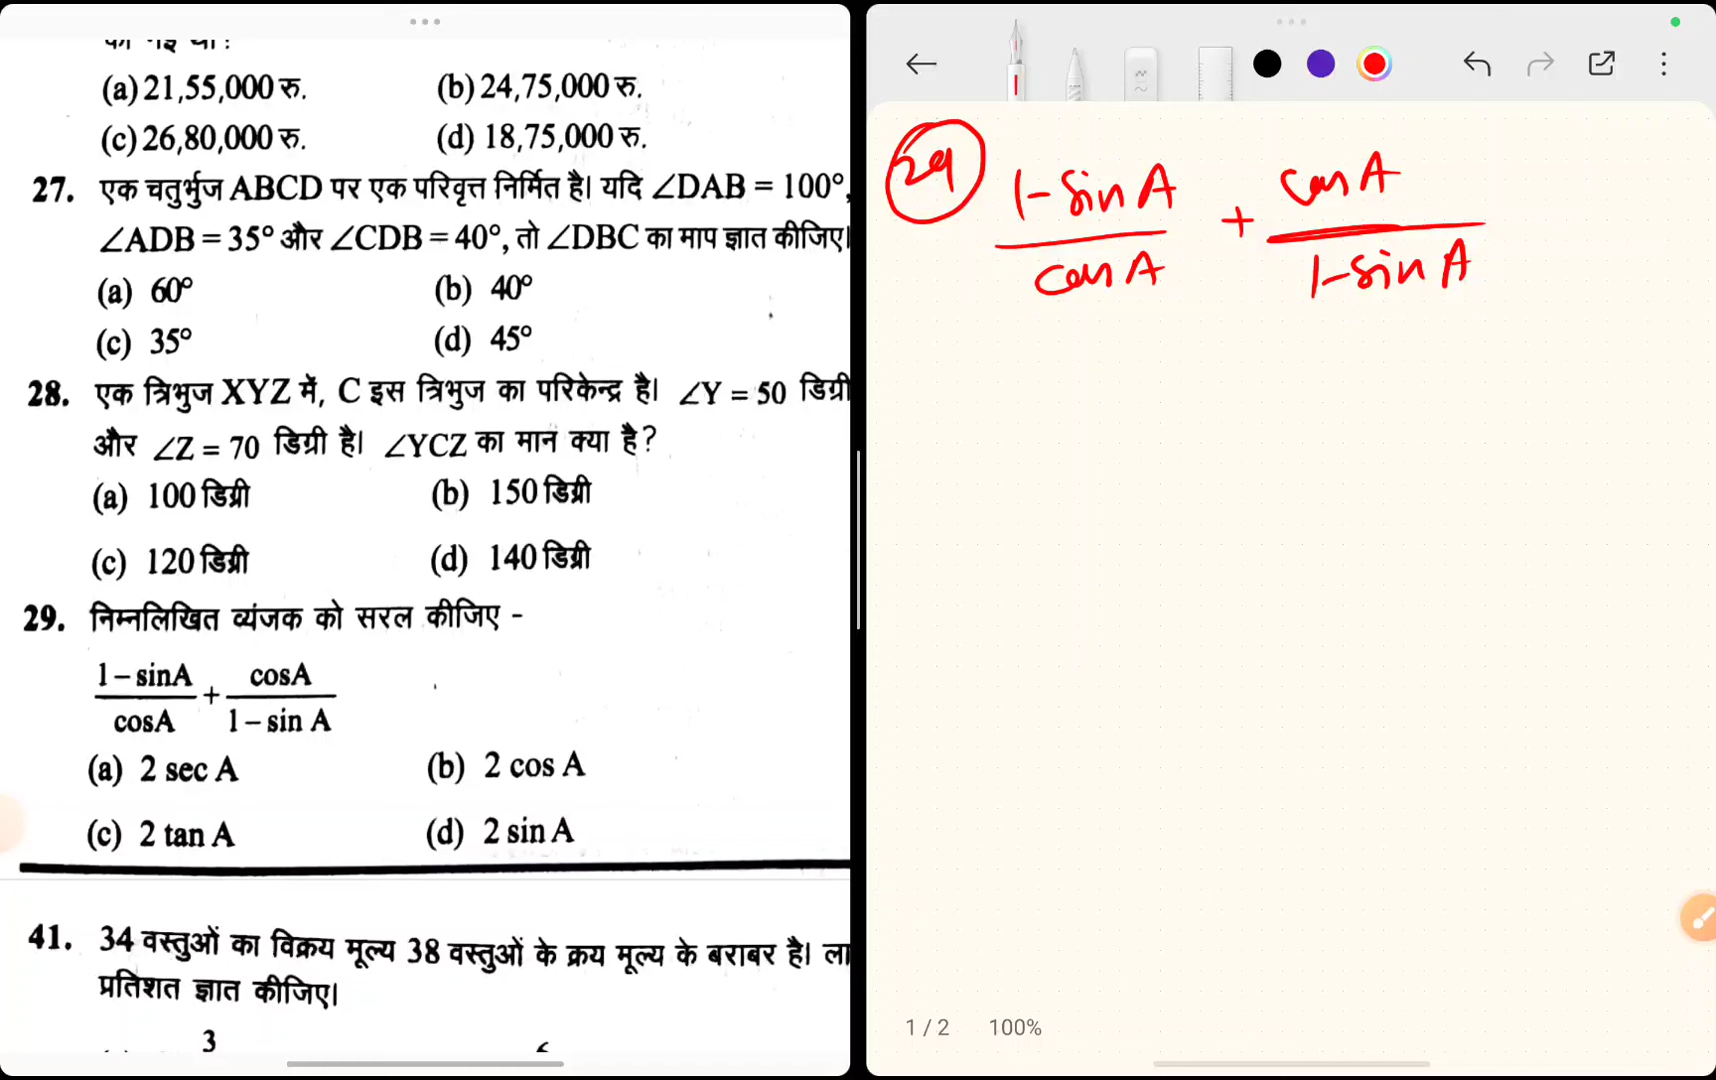 (a) 21,55,000 रु. (b) 24,75,000 रु.
(c) 26,80,000 रु. (d) 18,75,000 रु.
27. एक चतुर्भुज ABCD पर एक परिवृत्त निर्मित है। यदि ∠DAB = 100°,
∠ADB = 35° और ∠CDB = 40°, तो ∠DBC का माप ज्ञात कीजिए।
(a) 60° (b) 40°
(c) 35° (d) 45°
28. एक त्रिभुज XYZ में, C इस त्रिभुज का परिकेन्द्र है। ∠Y = 50 डिग्री
और ∠Z = 70 डिग्री है। ∠YCZ का मान क्या है?
(a) 100 डिग्री (b) 150 डिग्री
(c) 120 डिग्री (d) 140 डिग्री
29. निम्नलिखित व्यंजक को सरल कीजिए -
1 – sinA cosA
+
cosA 1 – sin A
(a) 2 sec A (b) 2 cos A
(c) 2 tan A (d) 2 sin A
41. 34 वस्तुओं का विक्रय मूल्य 38 वस्तुओं के क्रय मूल्य के बराबर है। ला
प्रतिशत ज्ञात कीजिए।
3
29
1-sin A cos A
+
cos A 1-sin A
1 / 2 100%